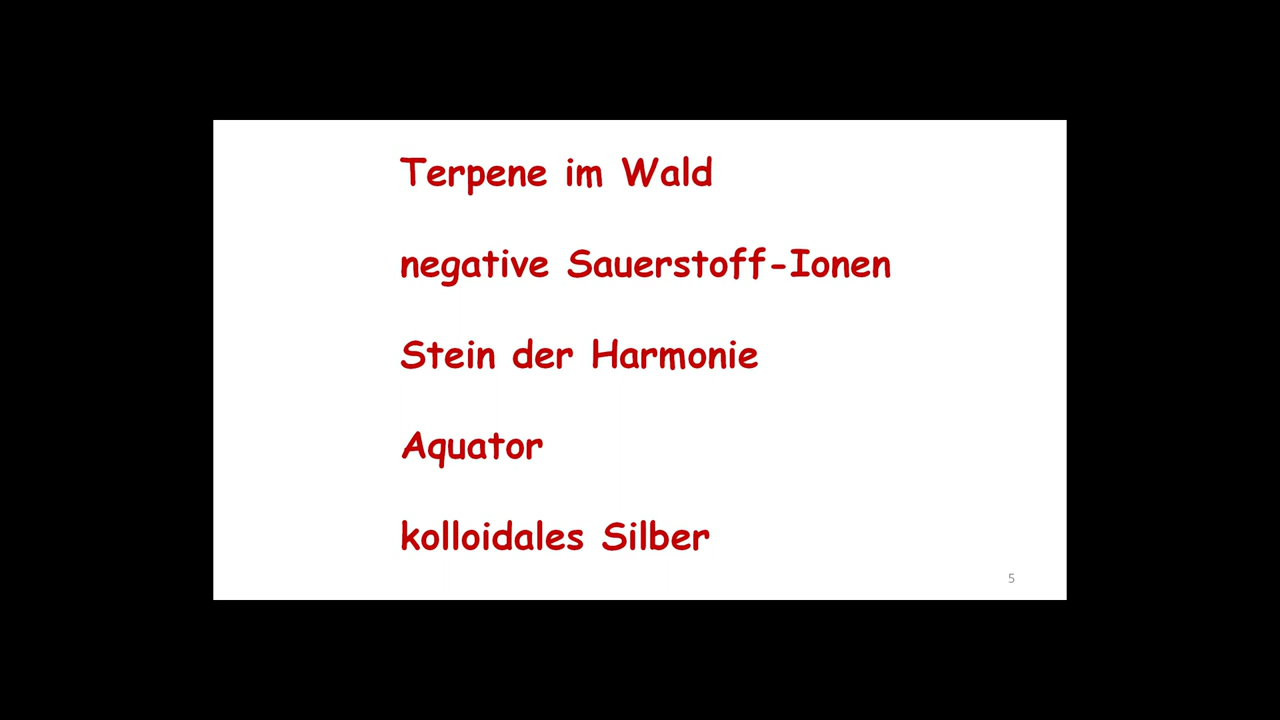 Terpene im Wald
negative Sauerstoff-Ionen
Stein der Harmonie
Aquator
kolloidales Silber
5